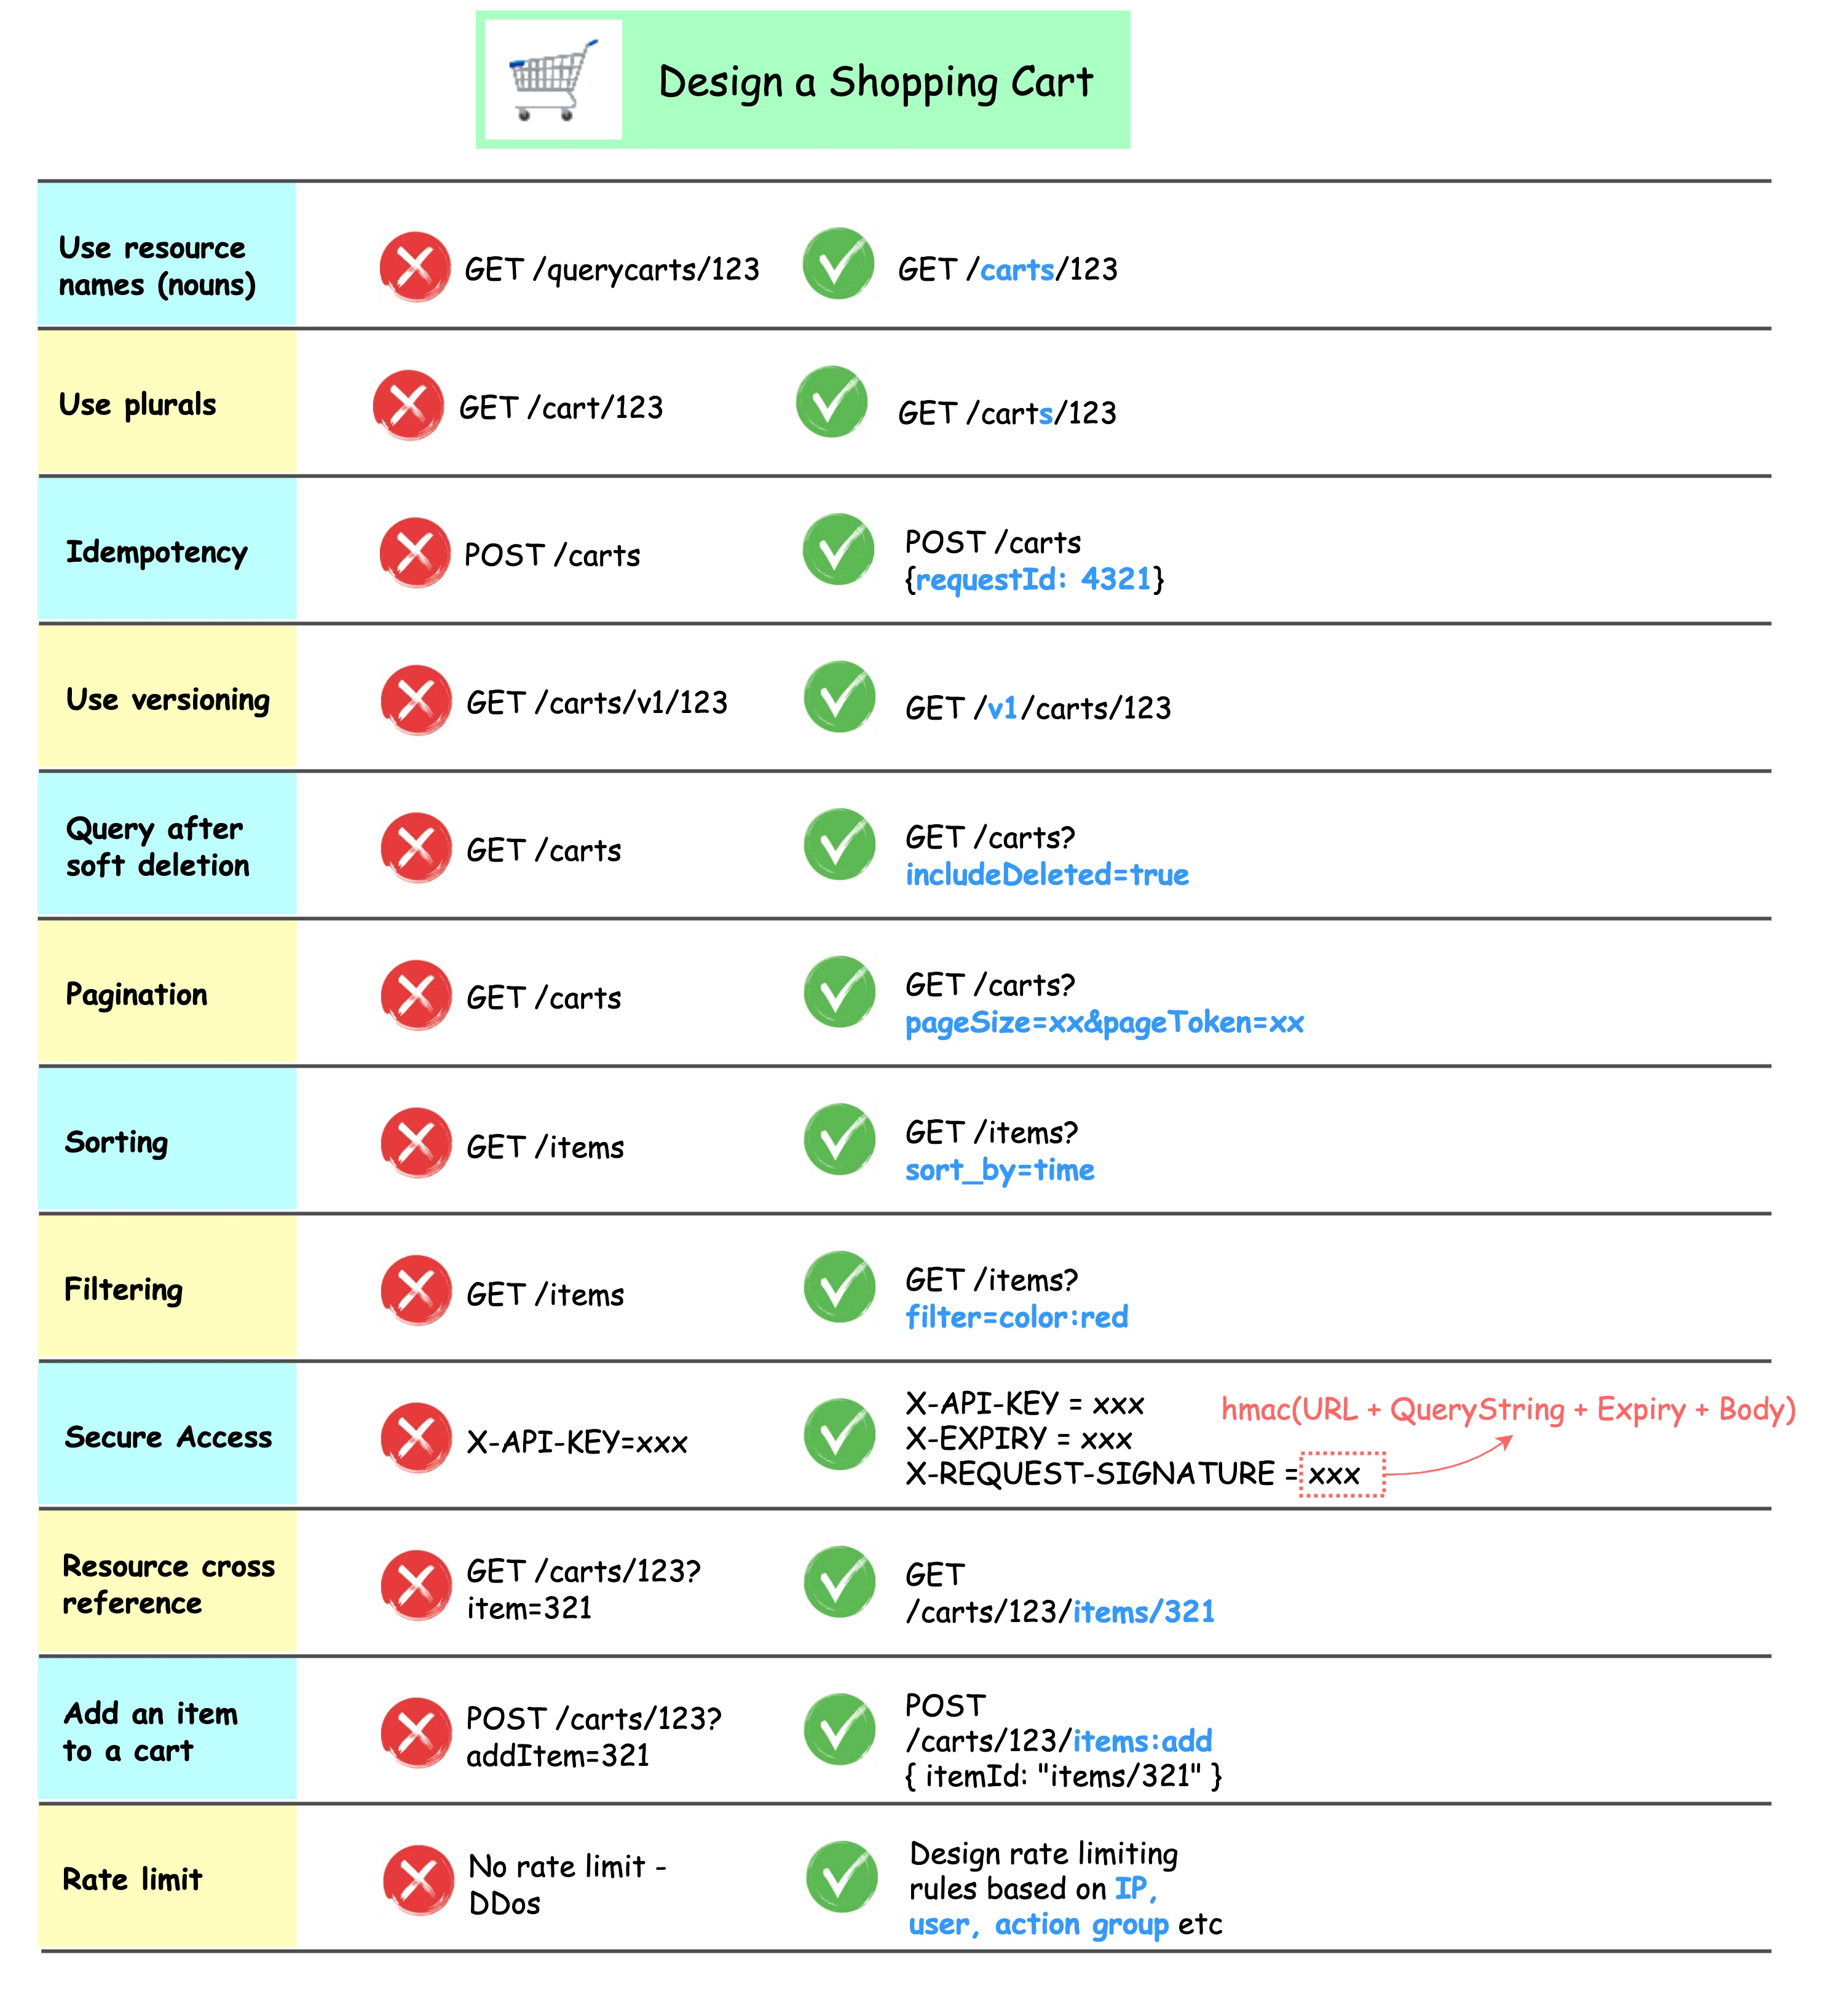 Design a Shopping Cart
Use resource
names (nouns)
GET /querycarts/123
GET /carts/123
Use plurals
GET /cart/123
GET /carts/123
Idempotency
POST /carts
POST /carts
{requestId: 4321}
Use versioning
GET /carts/v1/123
GET /v1/carts/123
Query after
soft deletion
GET /carts
GET /carts?
includeDeleted=true
Pagination
GET /carts
GET /carts?
pageSize=xx&pageToken=xx
Sorting
GET /items
GET /items?
sort_by=time
Filtering
GET /items
GET /items?
filter=color:red
Secure Access
X-API-KEY=xxx
X-API-KEY = xxx
X-EXPIRY = xxx
X-REQUEST-SIGNATURE = xxx
hmac(URL + QueryString + Expiry + Body)
Resource cross
reference
GET /carts/123?
item=321
GET
/carts/123/items/321
Add an item
to a cart
POST /carts/123?
addItem=321
POST
/carts/123/items:add
{ itemId: "items/321" }
Rate limit
No rate limit -
DDos
Design rate limiting
rules based on IP,
user, action group etc